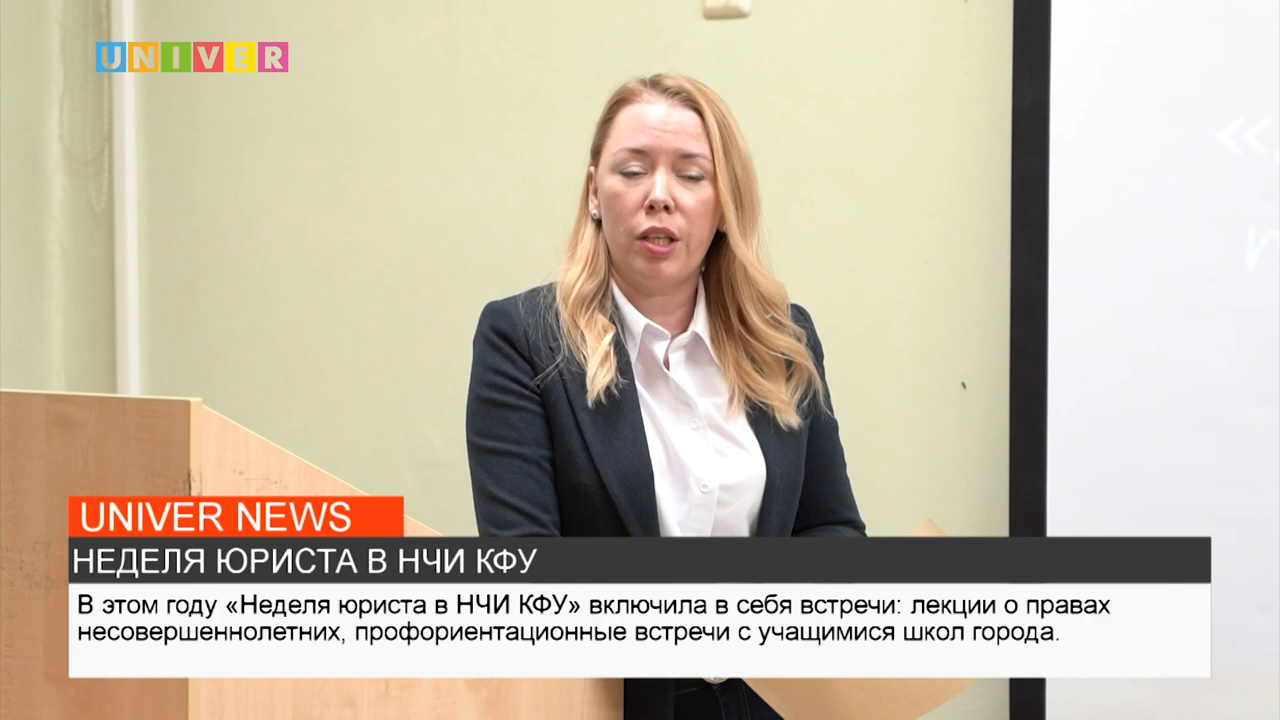 UNIVER
UNIVER NEWS
НЕДЕЛЯ ЮРИСТА В НЧИ КФУ
В этом году «Неделя юриста в НЧИ КФУ» включила в себя встречи: лекции о правах
несовершеннолетних, профориентационные встречи с учащимися школ города.